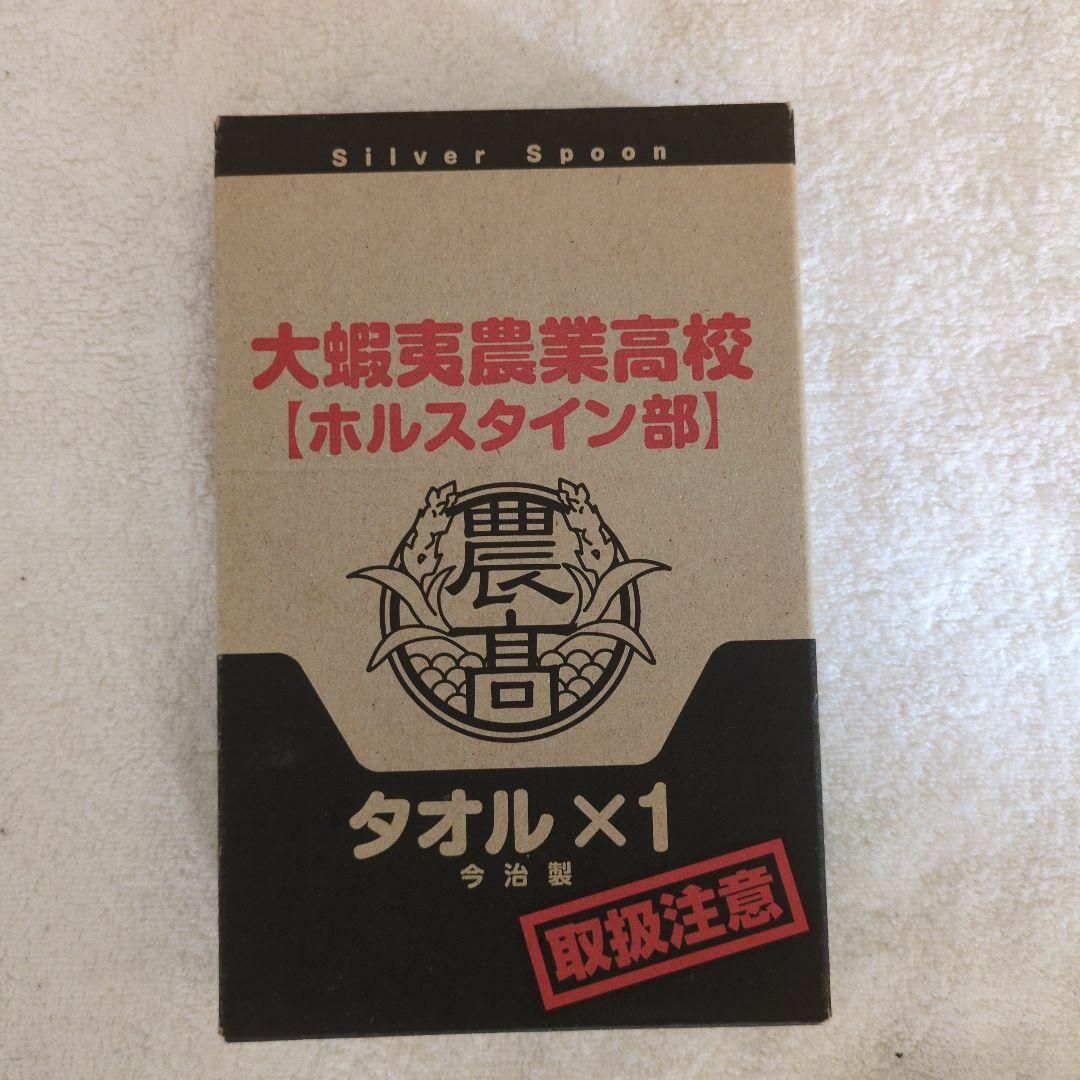 Silver Spoon
大蝦夷農業高校
【ホルスタイン部】
農
高
タオル×1
今治製
取扱注意